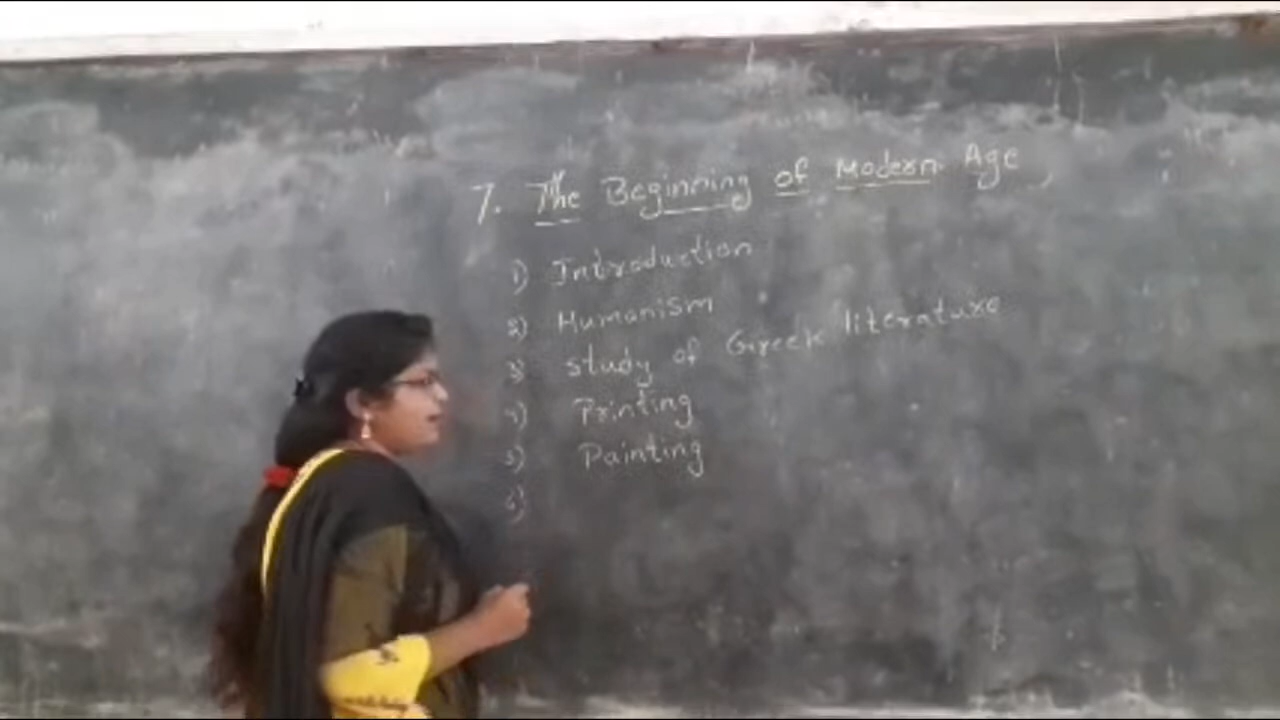 7. The Beginning of Modern Age
1) Introduction
2) Humanism
3) study of Greek literature
4) Printing
5) Painting
6)